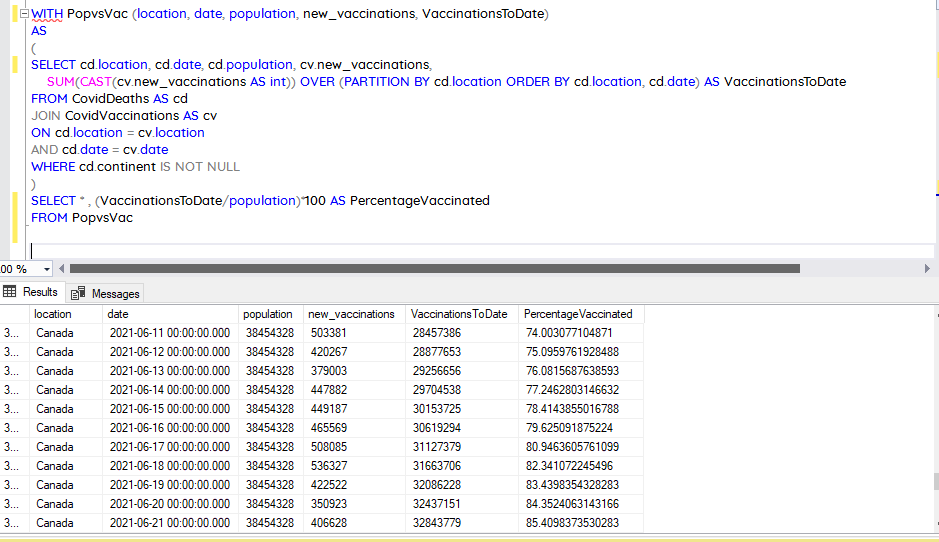 WITH PopvsVac (location, date, population, new_vaccinations, VaccinationsToDate)
AS
(
SELECT cd.location, cd.date, cd.population, cv.new_vaccinations,
SUM(CAST(cv.new_vaccinations AS int)) OVER (PARTITION BY cd.location ORDER BY cd.location, cd.date) AS VaccinationsToDate
FROM CovidDeaths AS cd
JOIN CovidVaccinations AS cv
ON cd.location = cv.location
AND cd.date = cv.date
WHERE cd.continent IS NOT NULL
)
SELECT * , (VaccinationsToDate/population)*100 AS PercentageVaccinated
FROM PopvsVac
00 %
Results Messages
location date population new_vaccinations VaccinationsToDate PercentageVaccinated
3... Canada 2021-06-11 00:00:00.000 38454328 503381 28457386 74.003077104871
3... Canada 2021-06-12 00:00:00.000 38454328 420267 28877653 75.0959761928488
3... Canada 2021-06-13 00:00:00.000 38454328 379003 29256656 76.0815687638593
3... Canada 2021-06-14 00:00:00.000 38454328 447882 29704538 77.2462803146632
3... Canada 2021-06-15 00:00:00.000 38454328 449187 30153725 78.4143855016788
3... Canada 2021-06-16 00:00:00.000 38454328 465569 30619294 79.625091875224
3... Canada 2021-06-17 00:00:00.000 38454328 508085 31127379 80.9463605761099
3... Canada 2021-06-18 00:00:00.000 38454328 536327 31663706 82.341072245496
3... Canada 2021-06-19 00:00:00.000 38454328 422522 32086228 83.4398354328283
3... Canada 2021-06-20 00:00:00.000 38454328 350923 32437151 84.3524063143166
3... Canada 2021-06-21 00:00:00.000 38454328 406628 32843779 85.4098373530283